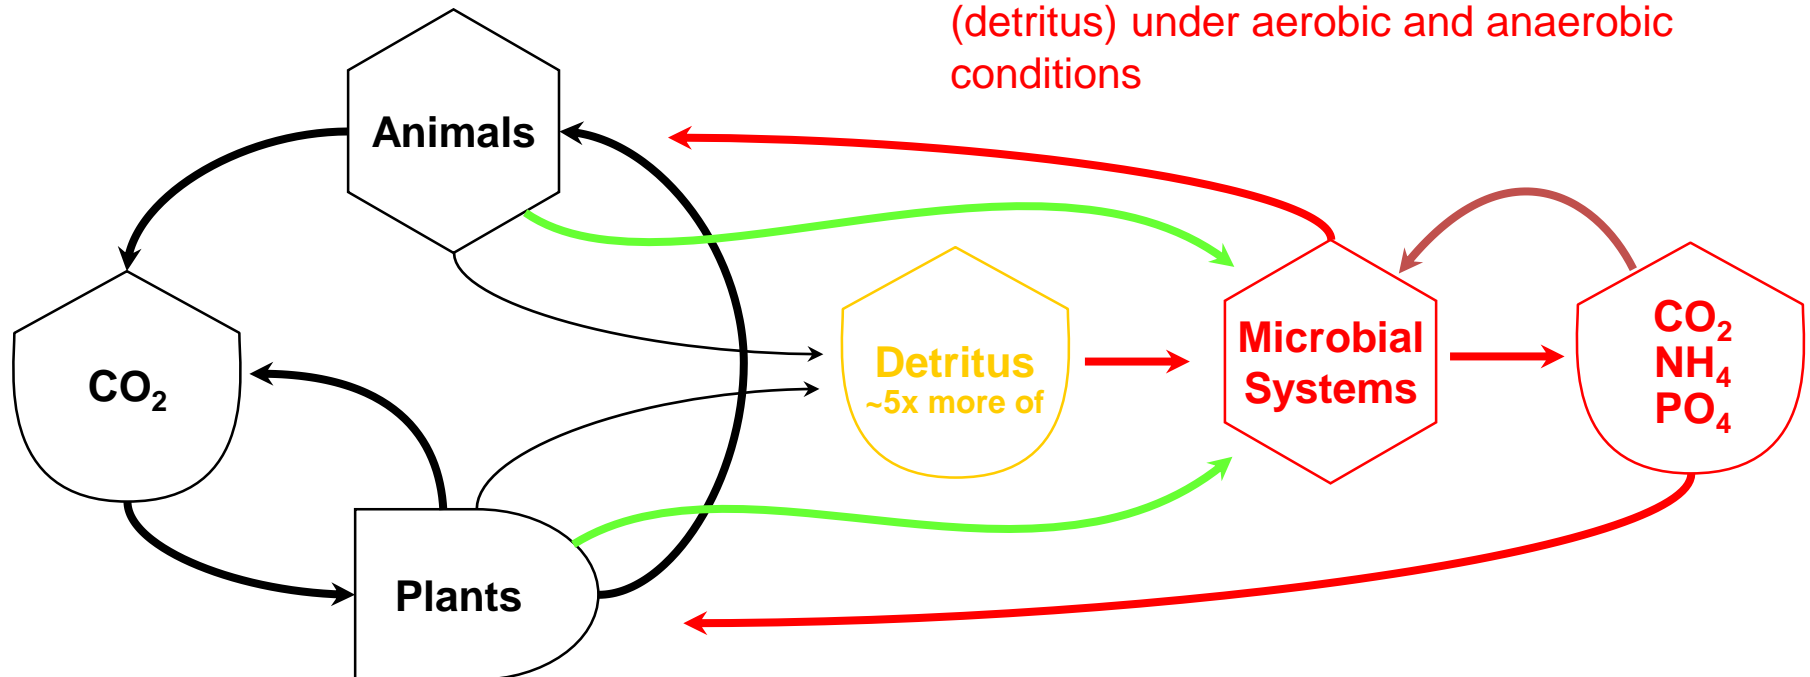 (detritus) under aerobic and anaerobic
conditions
Animals
CO₂
Plants
Detritus
~5x more of
Microbial
Systems
CO₂
NH₄
PO₄